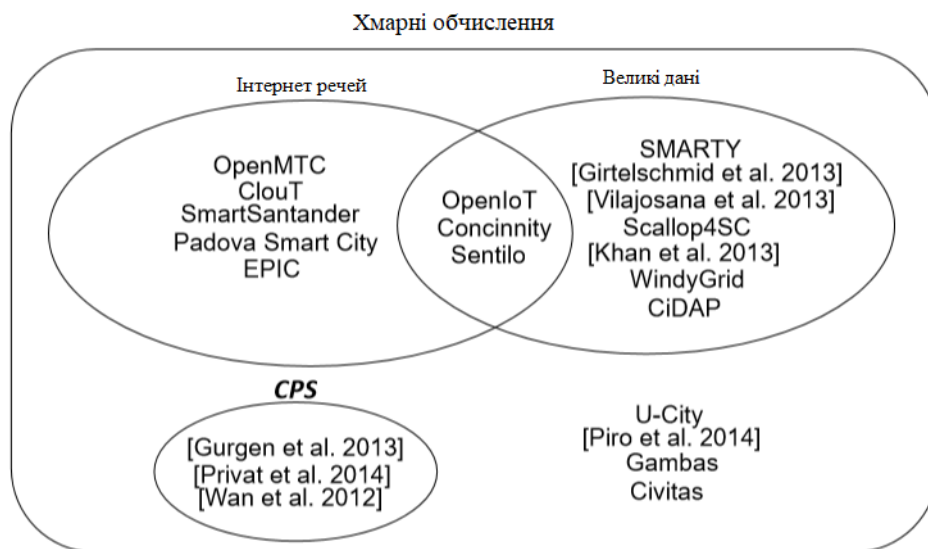 Хмарні обчислення
Інтернет речей
Великі дані
OpenMTC
ClouT
SmartSantander
Padova Smart City
EPIC
OpenIoT
Concinnity
Sentilo
SMARTY
[Girtelschmid et al. 2013]
[Vilajosana et al. 2013]
Scallop4SC
[Khan et al. 2013]
WindyGrid
CiDAP
CPS
[Gurgen et al. 2013]
[Privat et al. 2014]
[Wan et al. 2012]
U-City
[Piro et al. 2014]
Gambas
Civitas